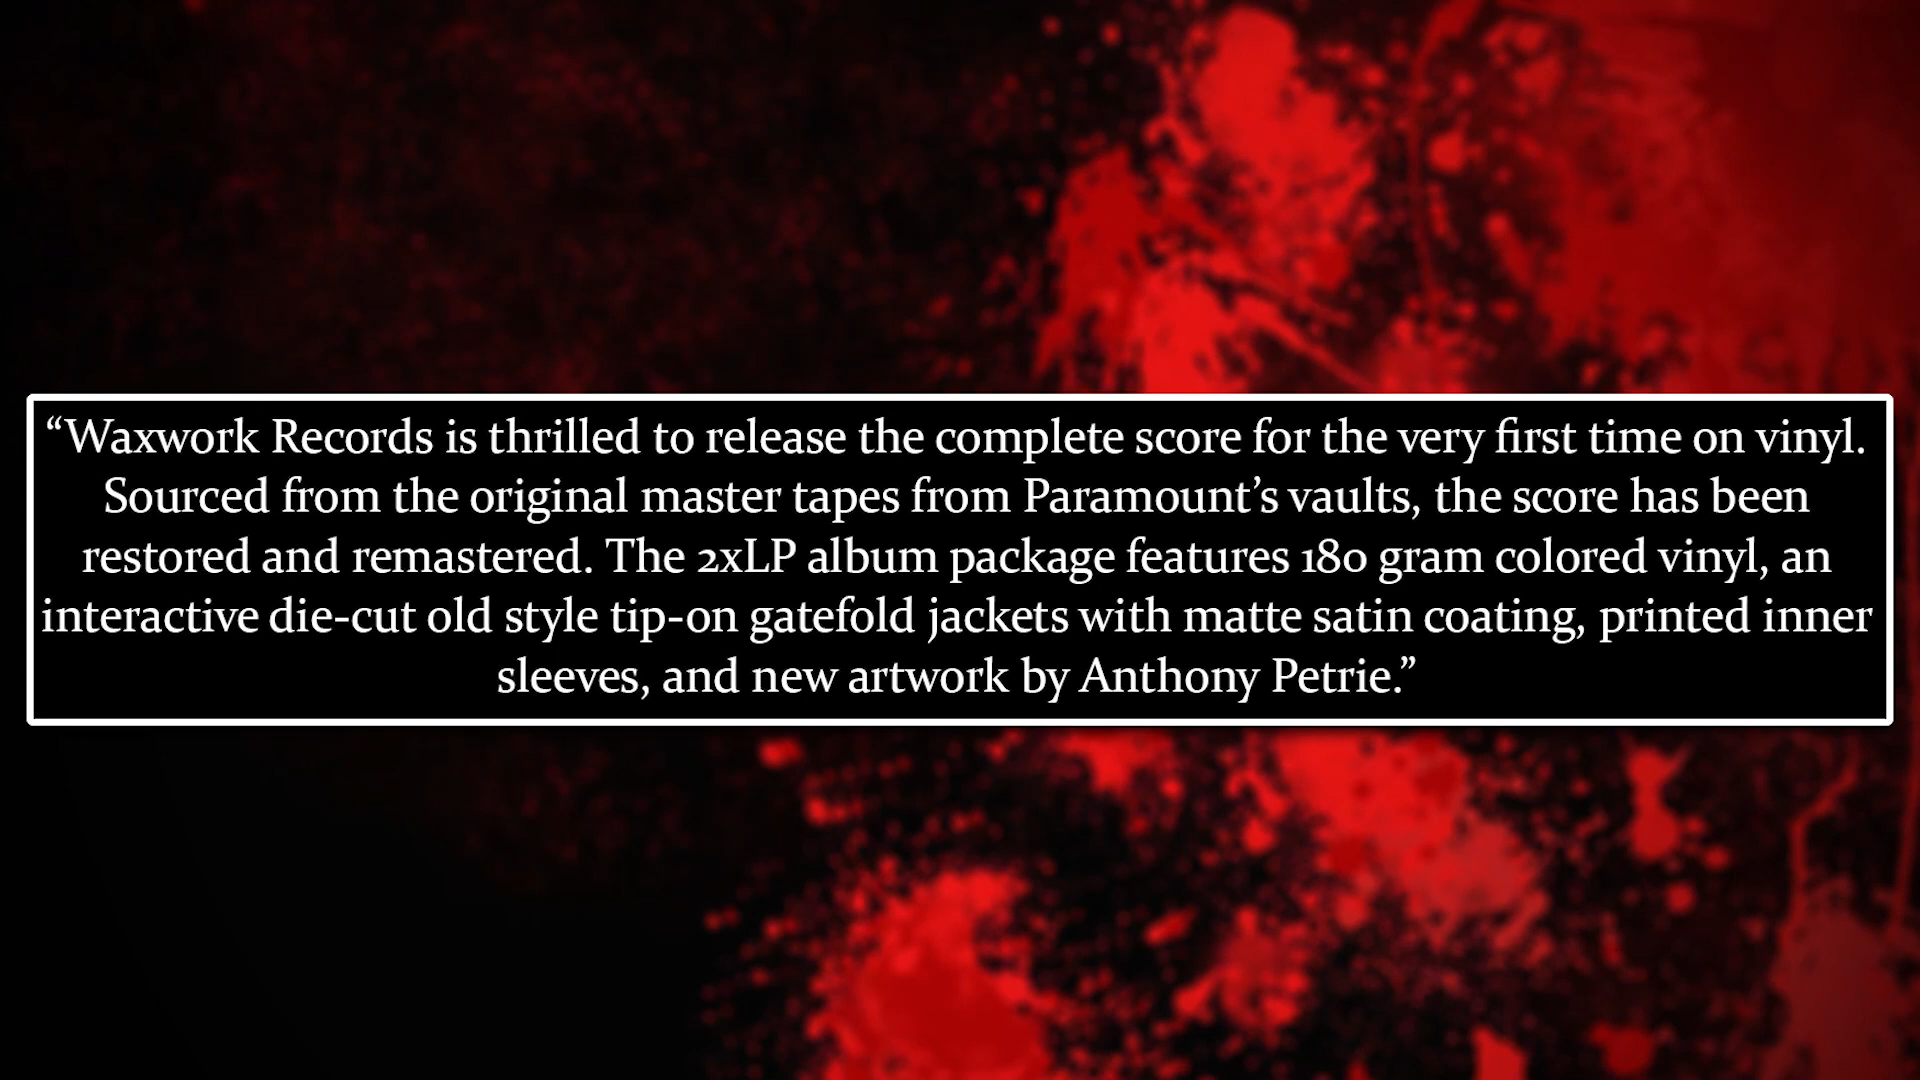 “Waxwork Records is thrilled to release the complete score for the very first time on vinyl.
Sourced from the original master tapes from Paramount’s vaults, the score has been
restored and remastered. The 2xLP album package features 180 gram colored vinyl, an
interactive die-cut old style tip-on gatefold jackets with matte satin coating, printed inner
sleeves, and new artwork by Anthony Petrie.”